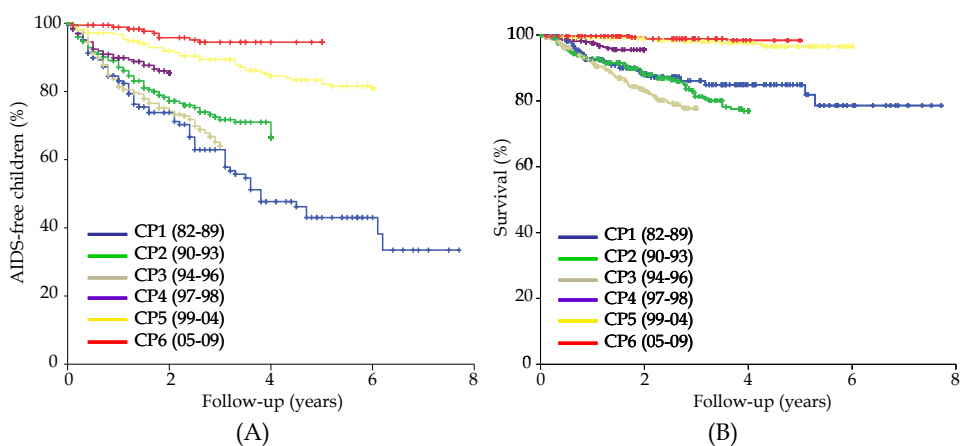 AIDS-free children (%)
100
80
60
40
80
0
CP1 (82-89)
CP2 (90-93)
CP3 (94-96)
CP4 (97-98)
CP5 (99-04)
CP6 (05-09)
0 2 4 6 8
Follow-up (years)
(A)
Survival (%)
100
80
60
80
40
0
CP1 (82-89)
CP2 (90-93)
CP3 (94-96)
CP4 (97-98)
CP5 (99-04)
CP6 (05-09)
0 2 4 6 8
Follow-up (years)
(B)